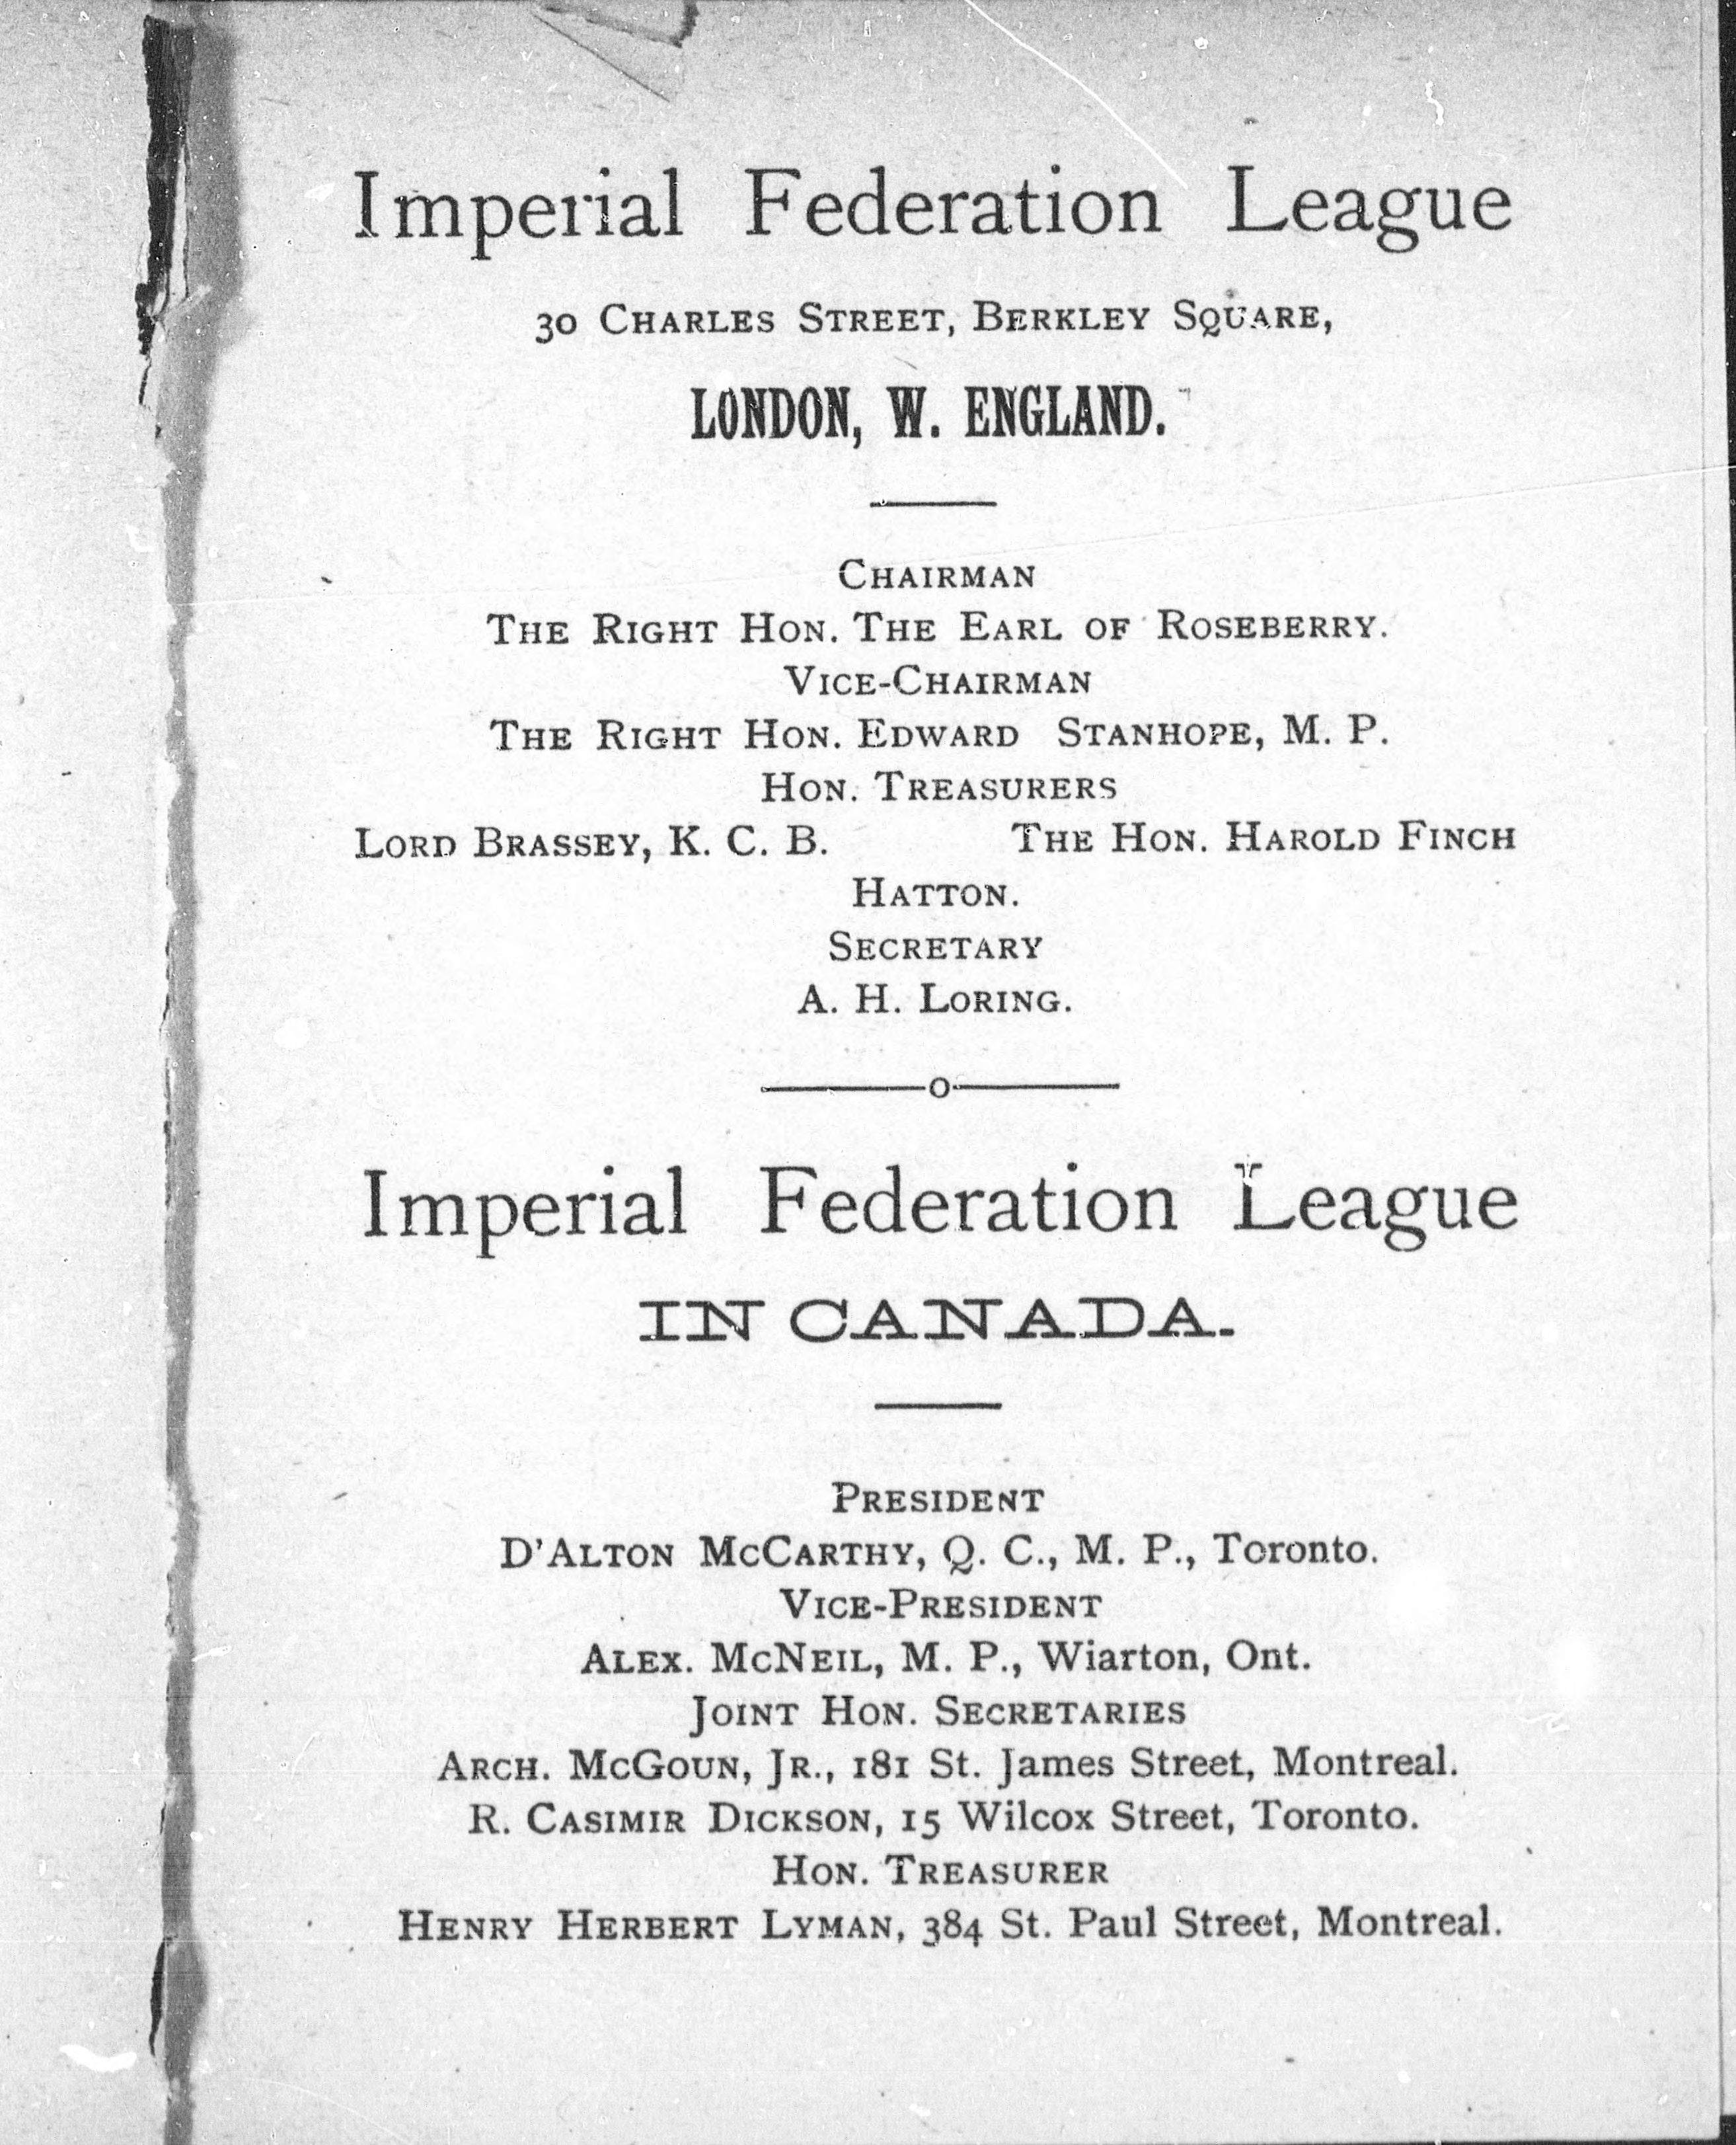 Imperial Federation League
30 CHARLES STREET, BERKLEY SQUARE,
LONDON, W. ENGLAND.
CHAIRMAN
THE RIGHT HON. THE EARL OF ROSEBERRY.
VICE-CHAIRMAN
THE RIGHT HON. EDWARD STANHOPE, M. P.
HON. TREASURERS
LORD BRASSEY, K. C. B. THE HON. HAROLD FINCH
HATTON.
SECRETARY
A. H. LORING.
Imperial Federation League
IN CANADA.
PRESIDENT
D'ALTON MCCARTHY, Q. C., M. P., Toronto.
VICE-PRESIDENT
ALEX. MCNEIL, M. P., Wiarton, Ont.
JOINT HON. SECRETARIES
ARCH. MCGOUN, JR., 181 St. James Street, Montreal.
R. CASIMIR DICKSON, 15 Wilcox Street, Toronto.
HON. TREASURER
HENRY HERBERT LYMAN, 384 St. Paul Street, Montreal.